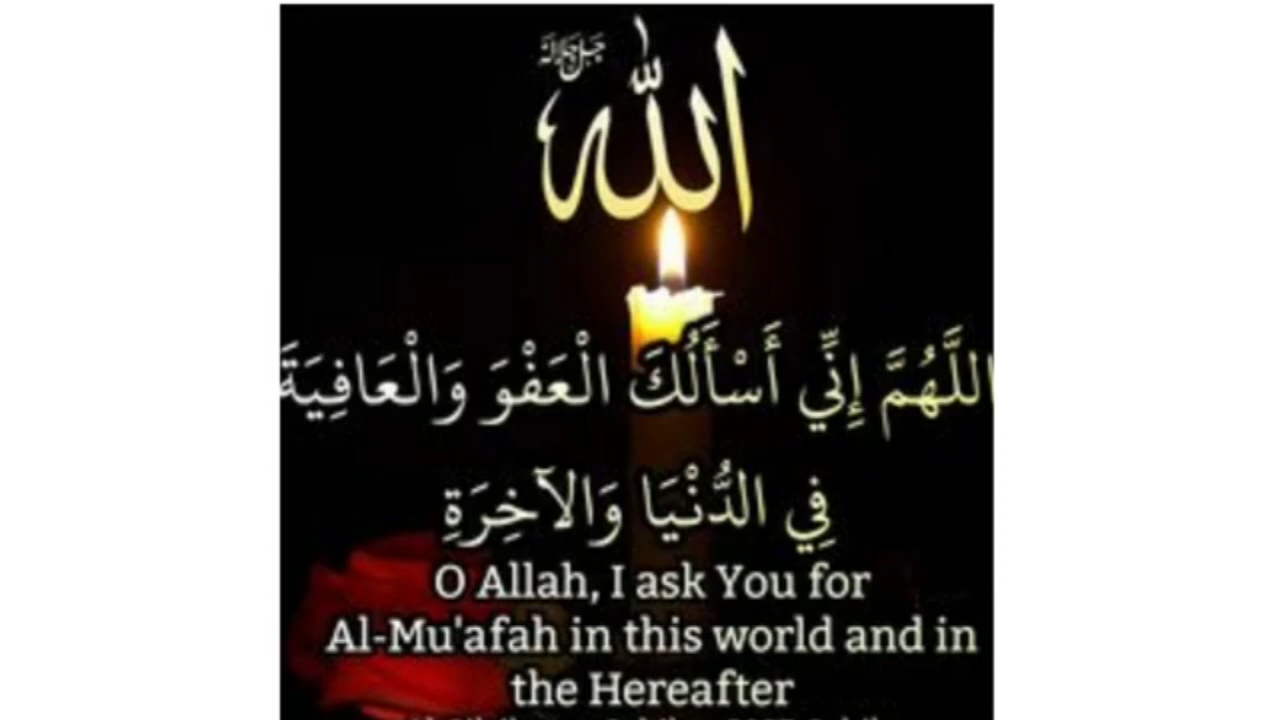 الله
جل جلاله
اللَّهُمَّ إِنِّي أَسْأَلُكَ الْعَفْوَ وَالْعَافِيَةَ
فِي الدُّنْيَا وَالآخِرَةِ
O Allah, I ask You for
Al-Mu'afah in this world and in
the Hereafter